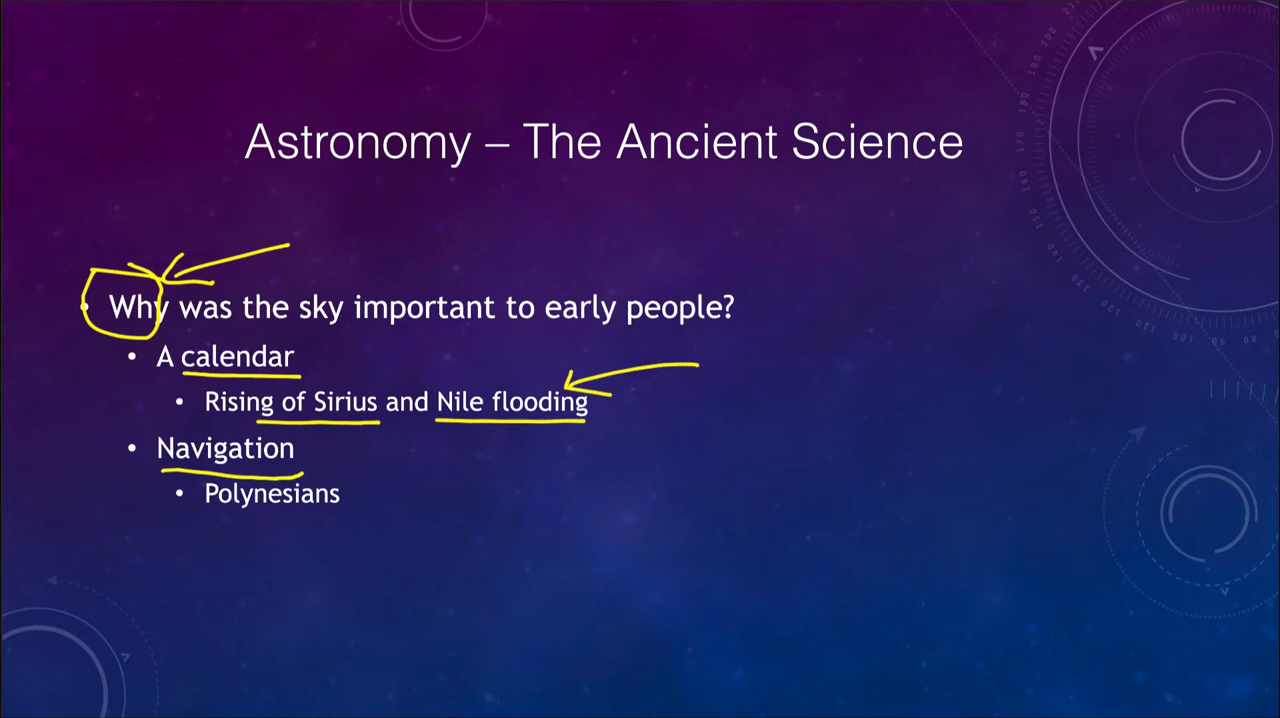 Astronomy – The Ancient Science
• Why was the sky important to early people?
• A calendar
• Rising of Sirius and Nile flooding
• Navigation
• Polynesians